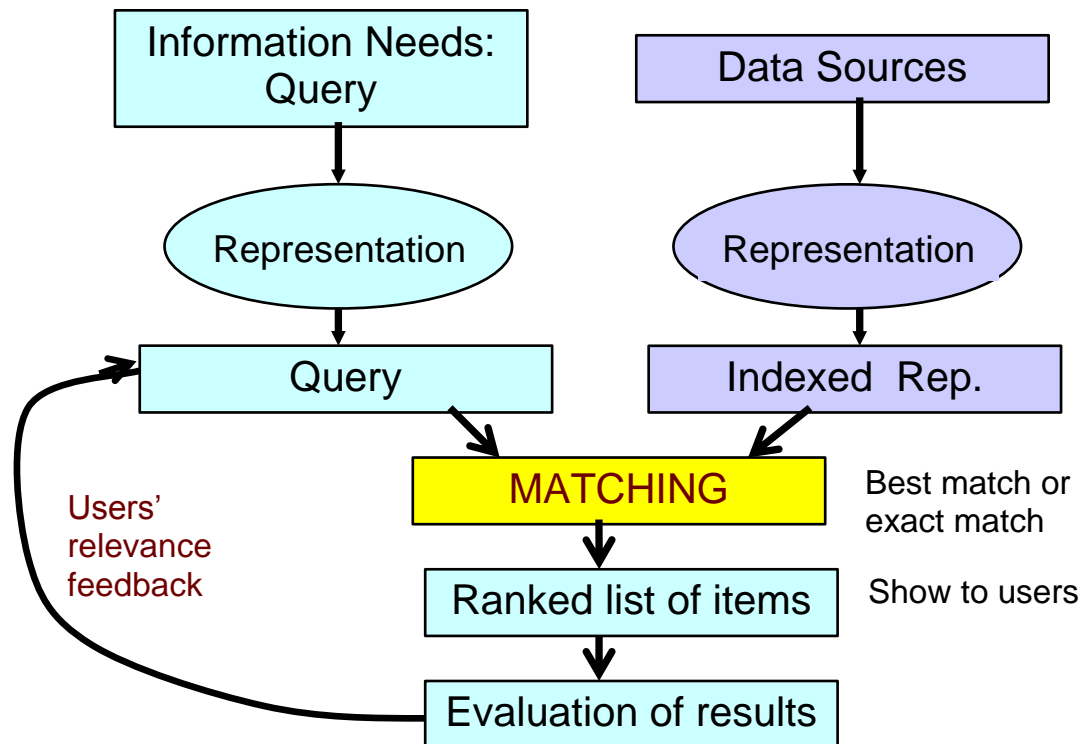 Information Needs:
Query
Data Sources
Representation
Representation
Query
Indexed Rep.
MATCHING
Best match or
exact match
Users'
relevance
feedback
Ranked list of items
Show to users
Evaluation of results